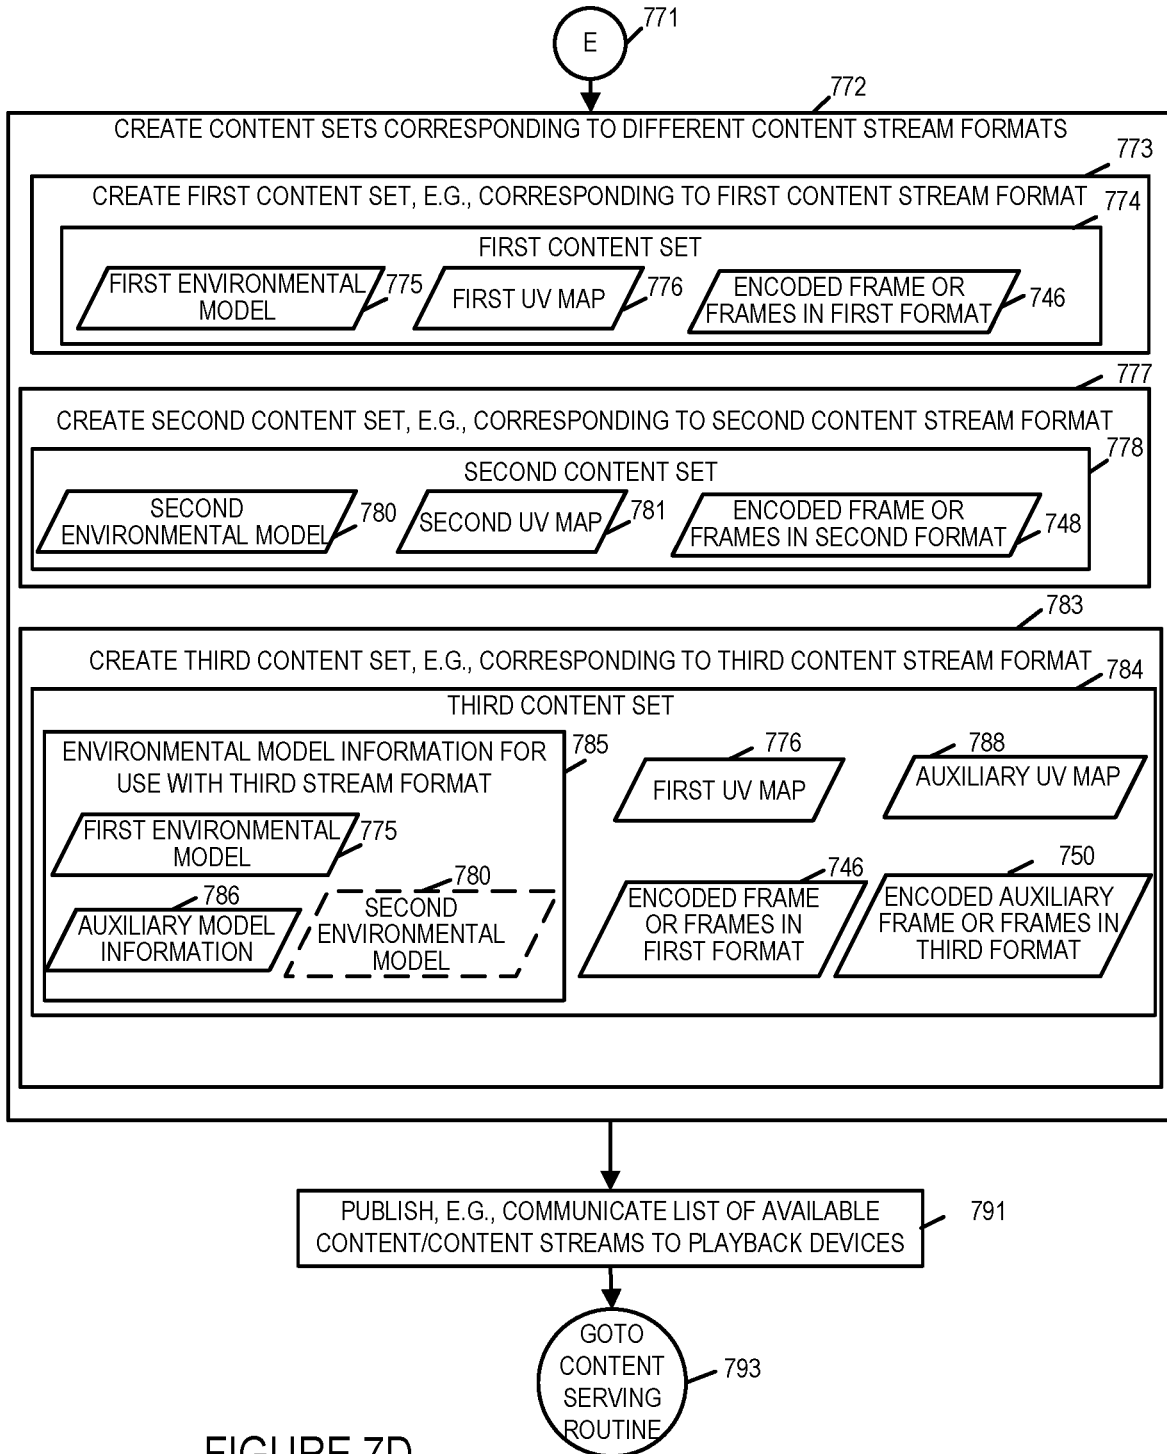 771
E
772
CREATE CONTENT SETS CORRESPONDING TO DIFFERENT CONTENT STREAM FORMATS
773
CREATE FIRST CONTENT SET, E.G., CORRESPONDING TO FIRST CONTENT STREAM FORMAT
774
FIRST CONTENT SET
FIRST ENVIRONMENTAL
MODEL
775
FIRST UV MAP
776
ENCODED FRAME OR
FRAMES IN FIRST FORMAT
746
777
CREATE SECOND CONTENT SET, E.G., CORRESPONDING TO SECOND CONTENT STREAM FORMAT
778
SECOND CONTENT SET
SECOND
ENVIRONMENTAL MODEL
780
SECOND UV MAP
781
ENCODED FRAME OR
FRAMES IN SECOND FORMAT
748
783
CREATE THIRD CONTENT SET, E.G., CORRESPONDING TO THIRD CONTENT STREAM FORMAT
784
THIRD CONTENT SET
ENVIRONMENTAL MODEL INFORMATION FOR
USE WITH THIRD STREAM FORMAT
785
FIRST ENVIRONMENTAL
MODEL
775
786
AUXILIARY MODEL
INFORMATION
780
SECOND
ENVIRONMENTAL
MODEL
776
FIRST UV MAP
788
AUXILIARY UV MAP
746
ENCODED FRAME
OR FRAMES IN
FIRST FORMAT
750
ENCODED AUXILIARY
FRAME OR FRAMES IN
THIRD FORMAT
PUBLISH, E.G., COMMUNICATE LIST OF AVAILABLE
CONTENT/CONTENT STREAMS TO PLAYBACK DEVICES
791
GOTO
CONTENT
SERVING
ROUTINE
793
FIGURE 7D